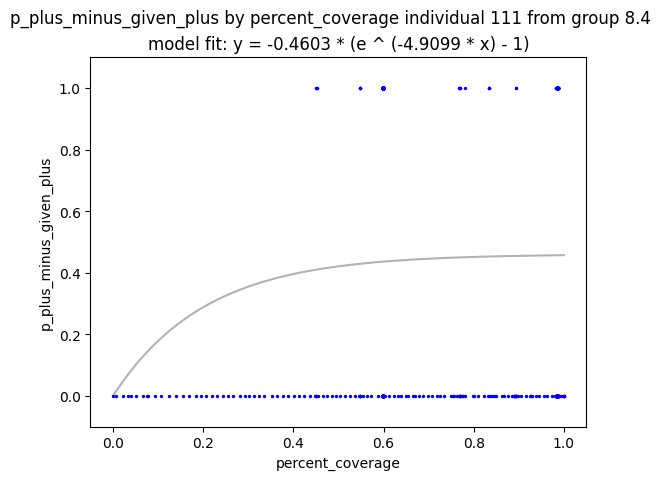 p_plus_minus_given_plus by percent_coverage individual 111 from group 8.4
model fit: y = -0.4603 * (e ^ (-4.9099 * x) - 1)
1.0
0.8
0.6
0.4
0.2
0.0
p_plus_minus_given_plus
0.0 0.2 0.4 0.6 0.8 1.0
percent_coverage